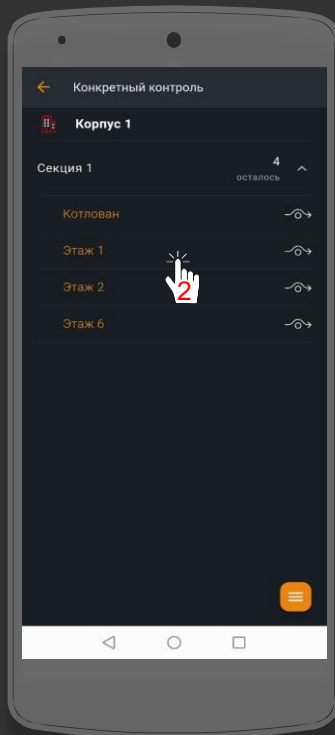 Конкретный контроль
Корпус 1
Секция 1
4
осталось
Котлован
Этаж 1
2
Этаж 2
Этаж 6